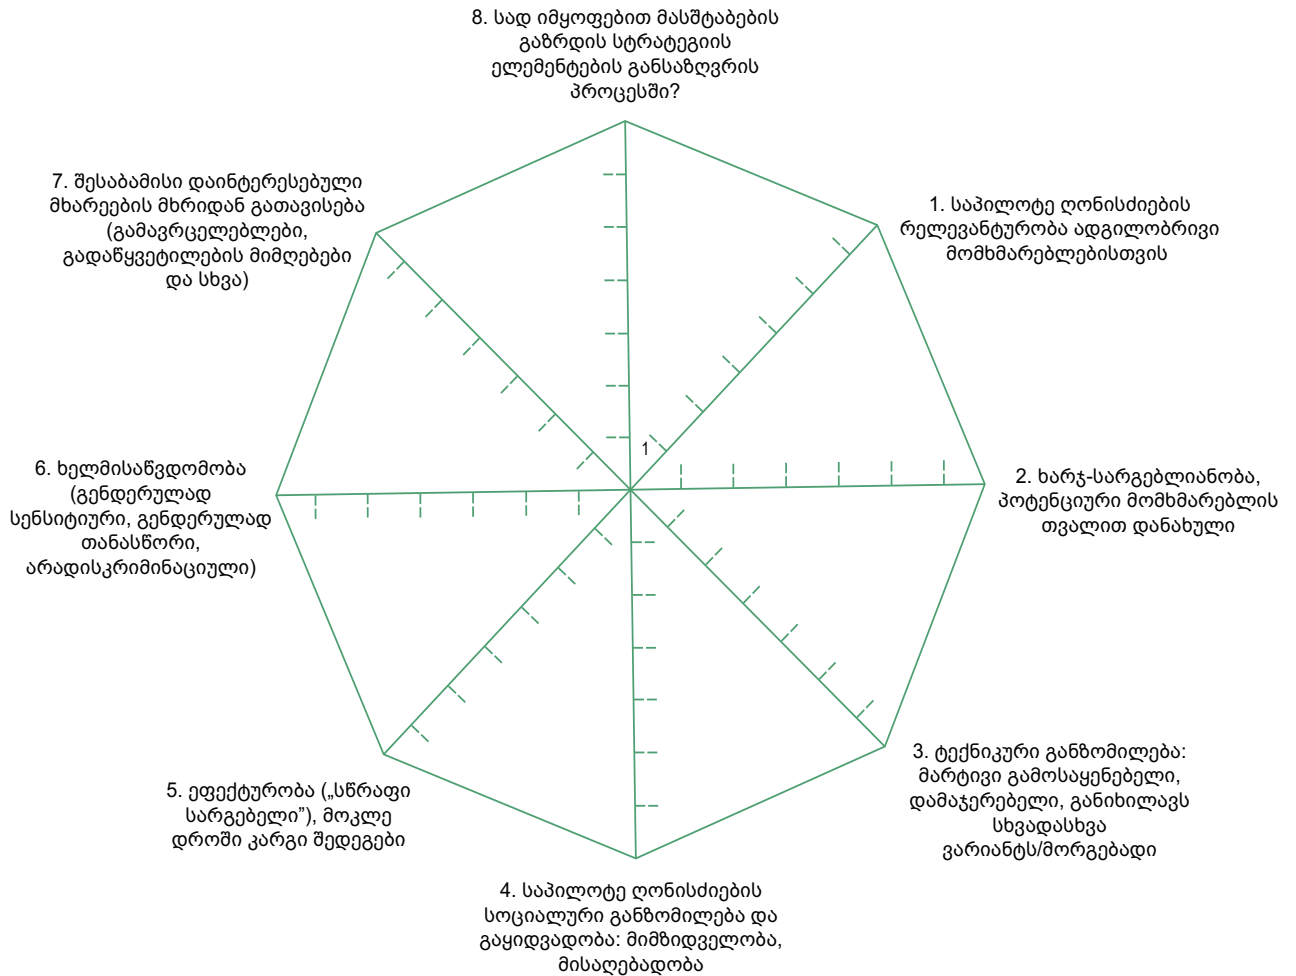 8. სად იმყოფებით მასშტაბების
გაზრდის სტრატეგიის
ელემენტების განსაზღვრის
პროცესში?
1. საპილოტე ღონისძიების
რელევანტურობა ადგილობრივი
მომხმარებლებისთვის
2. ხარჯ-სარგებლიანობა,
პოტენციური მომხმარებლის
თვალით დანახული
3. ტექნიკური განზომილება:
მარტივი გამოსაყენებელი,
დამაჯერებელი, განიხილავს
სხვადასხვა
ვარიანტს/მორგებადი
4. საპილოტე ღონისძიების
სოციალური განზომილება და
გაყიდვადობა: მიმზიდველობა,
მისაღებადობა
5. ეფექტურობა („სწრაფი
სარგებელი”), მოკლე
დროში კარგი შედეგები
6. ხელმისაწვდომობა
(გენდერულად
სენსიტიური, გენდერულად
თანასწორი,
არადისკრიმინაციული)
7. შესაბამისი დაინტერესებული
მხარეების მხრიდან გათავისება
(გამავრცელებლები,
გადაწყვეტილების მიმღებები
და სხვა)
1